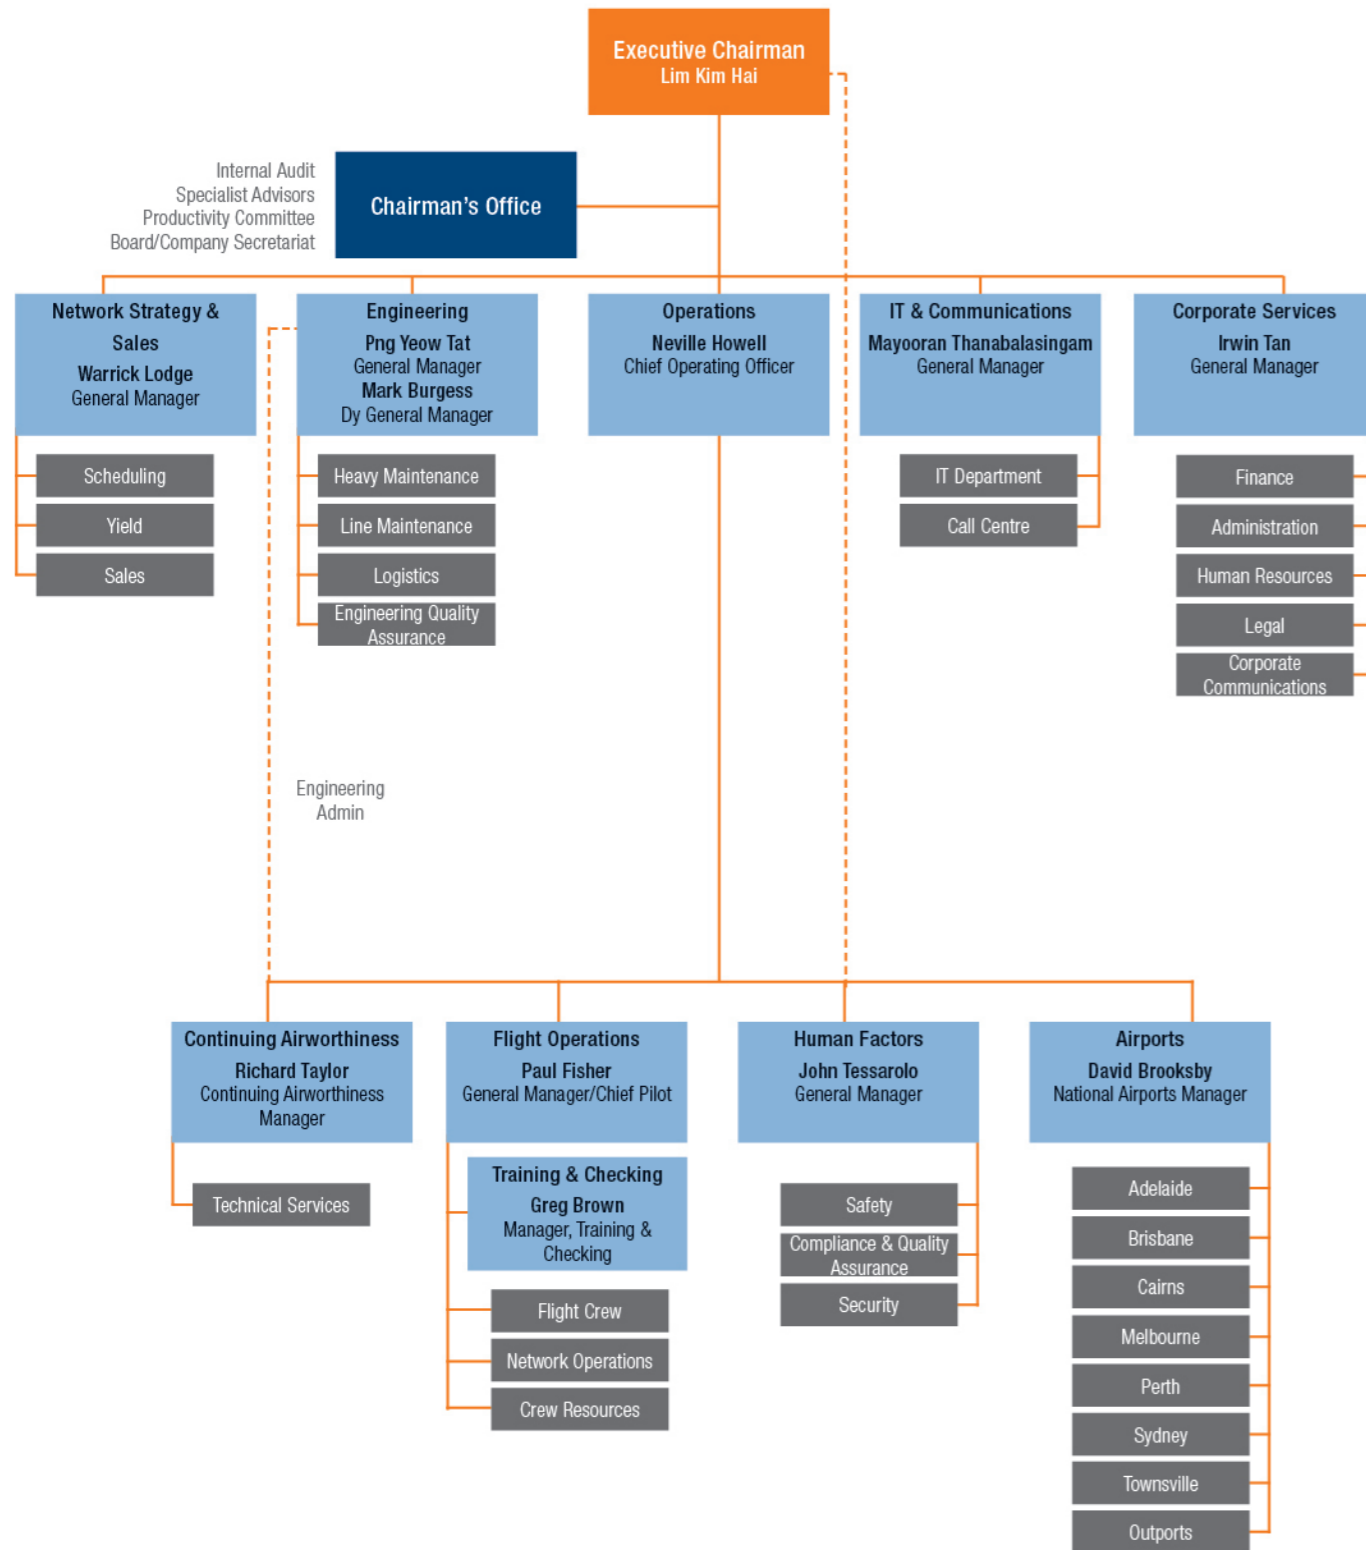 Executive Chairman
Lim Kim Hai
Internal Audit
Specialist Advisors
Productivity Committee
Board/Company Secretariat
Chairman's Office
Network Strategy &
Sales
Warrick Lodge
General Manager
Engineering
Png Yeow Tat
General Manager
Mark Burgess
Dy General Manager
Operations
Neville Howell
Chief Operating Officer
IT & Communications
Mayooran Thanabalasingam
General Manager
Corporate Services
Irwin Tan
General Manager
Scheduling
Yield
Sales
Heavy Maintenance
Line Maintenance
Logistics
Engineering Quality
Assurance
IT Department
Call Centre
Finance
Administration
Human Resources
Legal
Corporate
Communications
Engineering
Admin
Continuing Airworthiness
Richard Taylor
Continuing Airworthiness
Manager
Technical Services
Flight Operations
Paul Fisher
General Manager/Chief Pilot
Training & Checking
Greg Brown
Manager, Training &
Checking
Flight Crew
Network Operations
Crew Resources
Human Factors
John Tessarolo
General Manager
Safety
Compliance & Quality
Assurance
Security
Airports
David Brooksby
National Airports Manager
Adelaide
Brisbane
Cairns
Melbourne
Perth
Sydney
Townsville
Outports